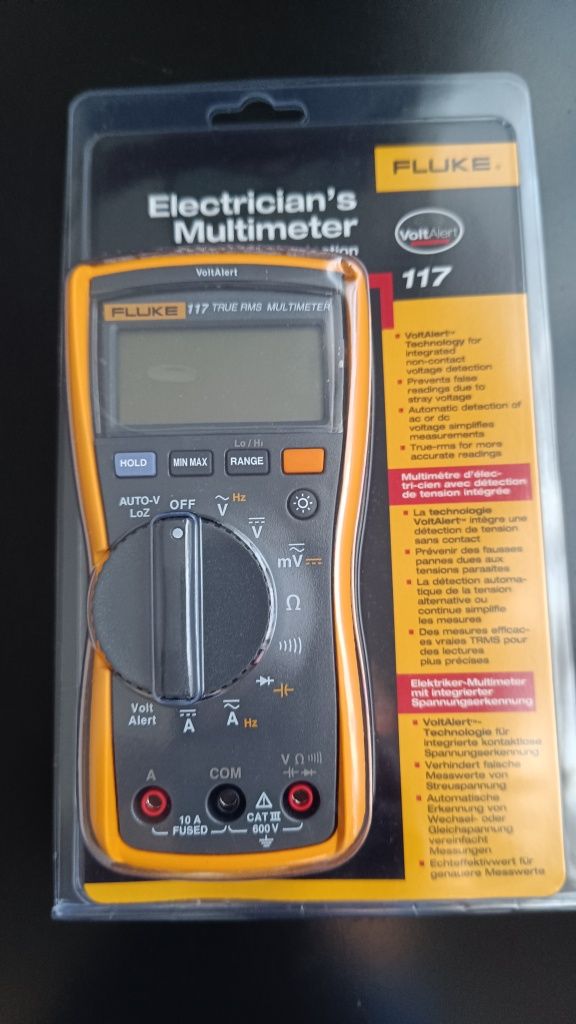 FLUKE®
Electrician's
Multimeter
VoltAlert
117
VoltAlert
FLUKE 117 TRUE RMS MULTIMETER
Lo / Hi
HOLD
MIN MAX
RANGE
AUTO-V
LoZ
OFF
Hz
V
V
mV
Ω
Volt
Alert
A
A
Hz
A
COM
V Ω
10 A
FUSED
CAT III
600 V
VoltAlert™
Technology for
integrated
non-contact
voltage detection
Prevents false
readings due to
stray voltage
Automatic detection of
ac or dc
voltage simplifies
measurements
True-rms for more
accurate readings
Multimètre d'élec-
tri-cien avec détection
de tension intégrée
La technologie
VoltAlert™ intègre une
détection de tension
sans contact
Prévenir des fausses
pannes dues aux
tensions parasites
La détection automa-
tique de la tension
alternative ou
continue simplifie
les mesures
Des mesures efficac-
es vraies TRMS pour
des lectures
plus précises
Elektriker-Multimeter
mit integrierter
Spannungserkennung
VoltAlert™-
Technologie für
integrierte kontaktlose
Spannungserkennung
Verhindert falsche
Messwerte von
Streuspannung
Automatische
Erkennung von
Wechsel- oder
Gleichspannung
vereinfacht
Messungen
Echteffektivwert für
genauere Messwerte